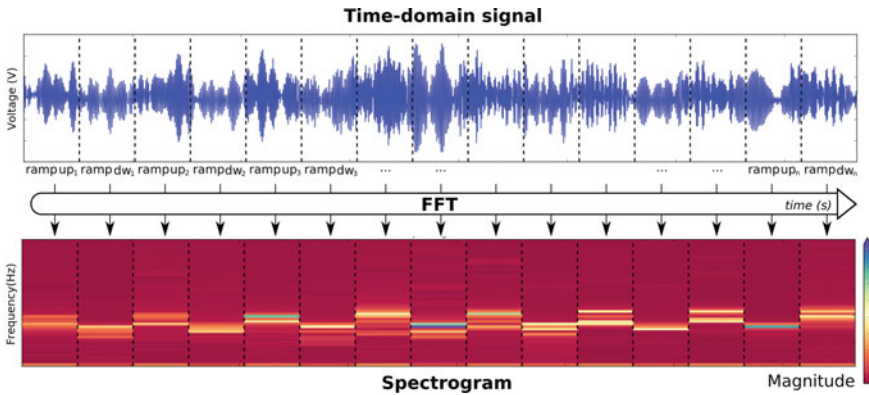 Time-domain signal
Voltage (V)
rampup₁ rampdw₁ rampup₂ rampdw₂ rampup₃ rampdw₃ ... ... ... ... rampupₙ rampdwₙ
FFT time (s)
Frequency(Hz)
Spectrogram
Magnitude